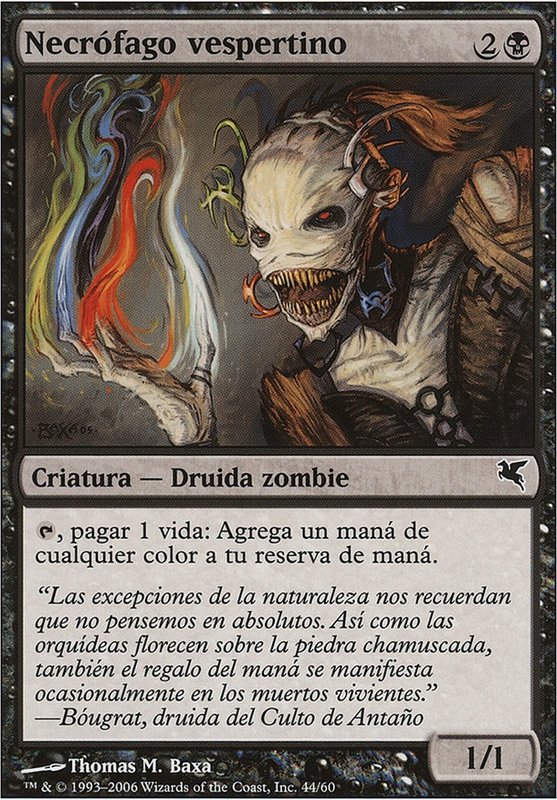 Necrófago vespertino 2
BAXA 05.
Criatura — Druida zombie
, pagar 1 vida: Agrega un maná de
cualquier color a tu reserva de maná.
“Las excepciones de la naturaleza nos recuerdan
que no pensemos en absolutos. Así como las
orquídeas florecen sobre la piedra chamuscada,
también el regalo del maná se manifiesta
ocasionalmente en los muertos vivientes.”
—Bóugrat, druida del Culto de Antaño
1/1
Thomas M. Baxa
™ & © 1993–2006 Wizards of the Coast, Inc. 44/60